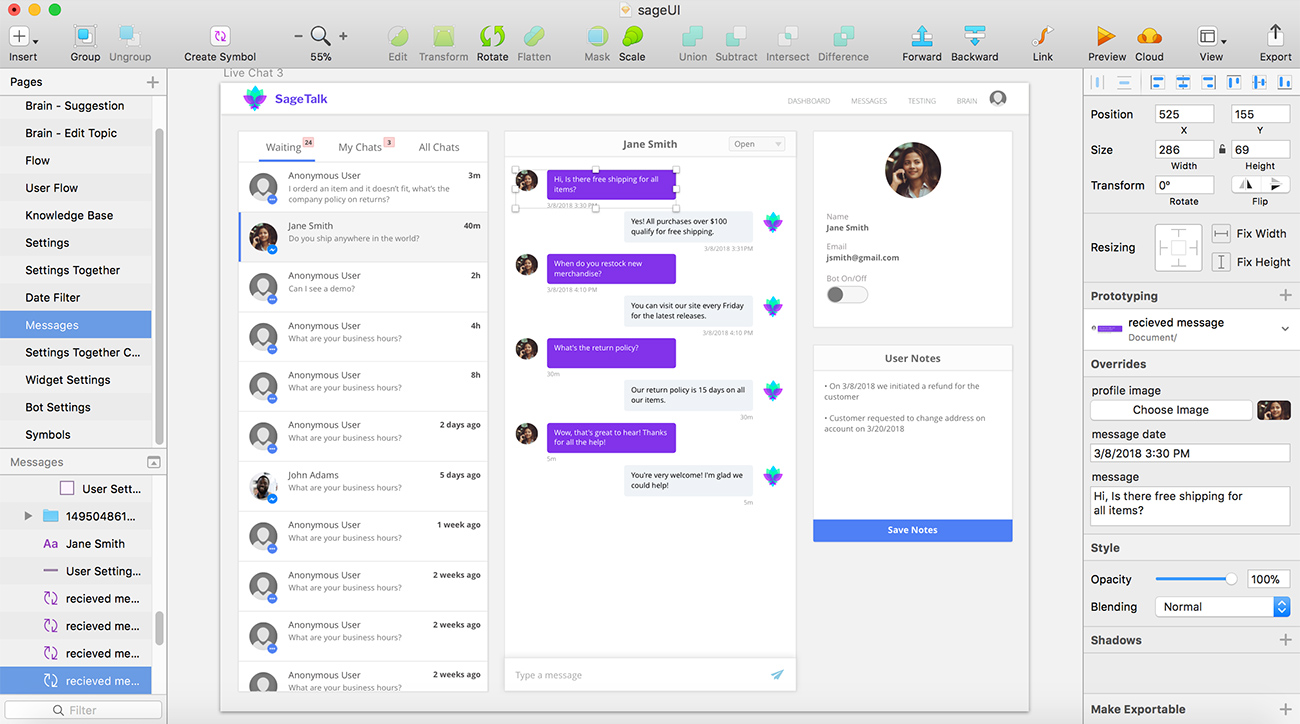 sageUI
Insert
Group
Ungroup
Create Symbol
55%
Edit
Transform
Rotate
Flatten
Mask
Scale
Union
Subtract
Intersect
Difference
Forward
Backward
Link
Preview
Cloud
View
Export
Pages
Brain - Suggestion
Brain - Edit Topic
Flow
User Flow
Knowledge Base
Settings
Settings Together
Date Filter
Messages
Settings Together C...
Widget Settings
Bot Settings
Symbols
Messages
User Sett...
149504861...
Aa Jane Smith
User Setting...
recieved me...
recieved me...
recieved me...
recieved me...
Filter
Live Chat 3
SageTalk
DASHBOARD
MESSAGES
TESTING
BRAIN
Waiting 24
My Chats 3
All Chats
Anonymous User 3m
I orderd an item and it doesn't fit, what's the
company policy on returns?
Jane Smith 40m
Do you ship anywhere in the world?
Anonymous User 2h
Can I see a demo?
Anonymous User 4h
What are your business hours?
Anonymous User 8h
What are your business hours?
Anonymous User 2 days ago
What are your business hours?
John Adams 5 days ago
What are your business hours?
Anonymous User 1 week ago
What are your business hours?
Anonymous User 2 weeks ago
What are your business hours?
Anonymous User 2 weeks ago
What are your business hours?
Anonymous User 2 weeks ago
What are your business hours?
Jane Smith
Open
Hi, Is there free shipping for all
items?
3/8/2018 3:30 PM
Yes! All purchases over $100
qualify for free shipping.
3/8/2018 3:31PM
When do you restock new
merchandise?
3/8/2018 4:10 PM
You can visit our site every Friday
for the latest releases.
3/8/2018 4:10 PM
What's the return policy?
30m
Our return policy is 15 days on all
our items.
30m
Wow, that's great to hear! Thanks
for all the help!
5m
You're very welcome! I'm glad we
could help!
5m
Type a message
Name
Jane Smith
Email
jsmith@gmail.com
Bot On/Off
User Notes
• On 3/8/2018 we initiated a refund for the
customer
• Customer requested to change address on
account on 3/20/2018
Save Notes
Position 525 155
X Y
Size 286 69
Width Height
Transform 0°
Rotate Flip
Resizing
Fix Width
Fix Height
Prototyping
recieved message
Document/
Overrides
profile image
Choose Image
message date
3/8/2018 3:30 PM
message
Hi, Is there free shipping for
all items?
Style
Opacity 100%
Blending Normal
Shadows
Make Exportable